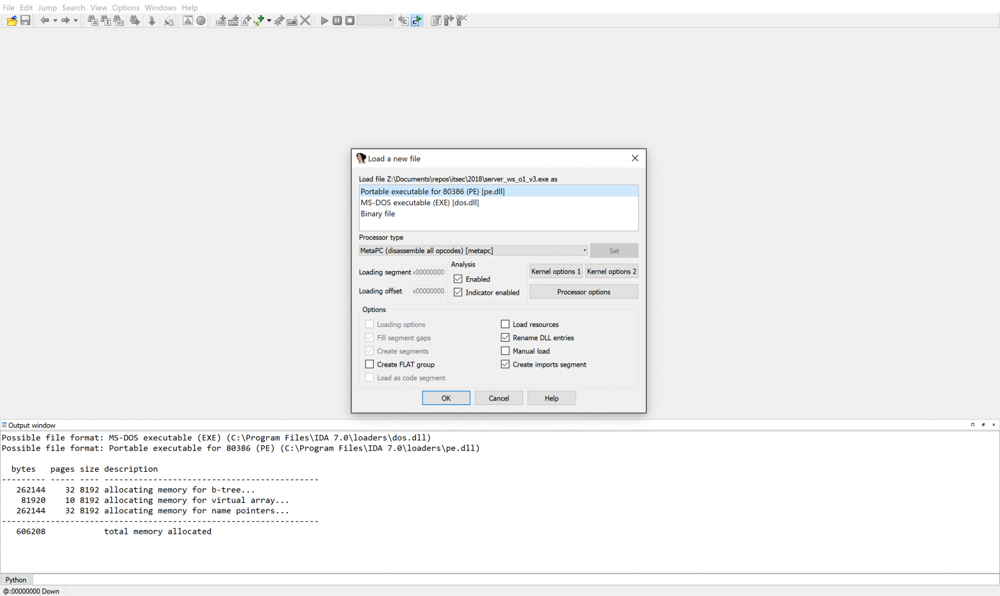 File Edit Jump Search View Options Windows Help
Load a new file
Load file Z:\Documents\repos\itsec\2018\server_ws_o1_v3.exe as
Portable executable for 80386 (PE) [pe.dll]
MS-DOS executable (EXE) [dos.dll]
Binary file
Processor type
MetaPC (disassemble all opcodes) [metapc] Set
Loading segment x00000000 Analysis Kernel options 1 Kernel options 2
Enabled
Loading offset x00000000 Indicator enabled Processor options
Options
Loading options Load resources
Fill segment gaps Rename DLL entries
Create segments Manual load
Create FLAT group Create imports segment
Load as code segment
OK Cancel Help
Output window
Possible file format: MS-DOS executable (EXE) (C:\Program Files\IDA 7.0\loaders\dos.dll)
Possible file format: Portable executable for 80386 (PE) (C:\Program Files\IDA 7.0\loaders\pe.dll)
bytes pages size description
--------- ----- ---- --------------------------------------------
262144 32 8192 allocating memory for b-tree...
81920 10 8192 allocating memory for virtual array...
262144 32 8192 allocating memory for name pointers...
-----------------------------------------------------------------
606208 total memory allocated
Python
@:00000000 Down